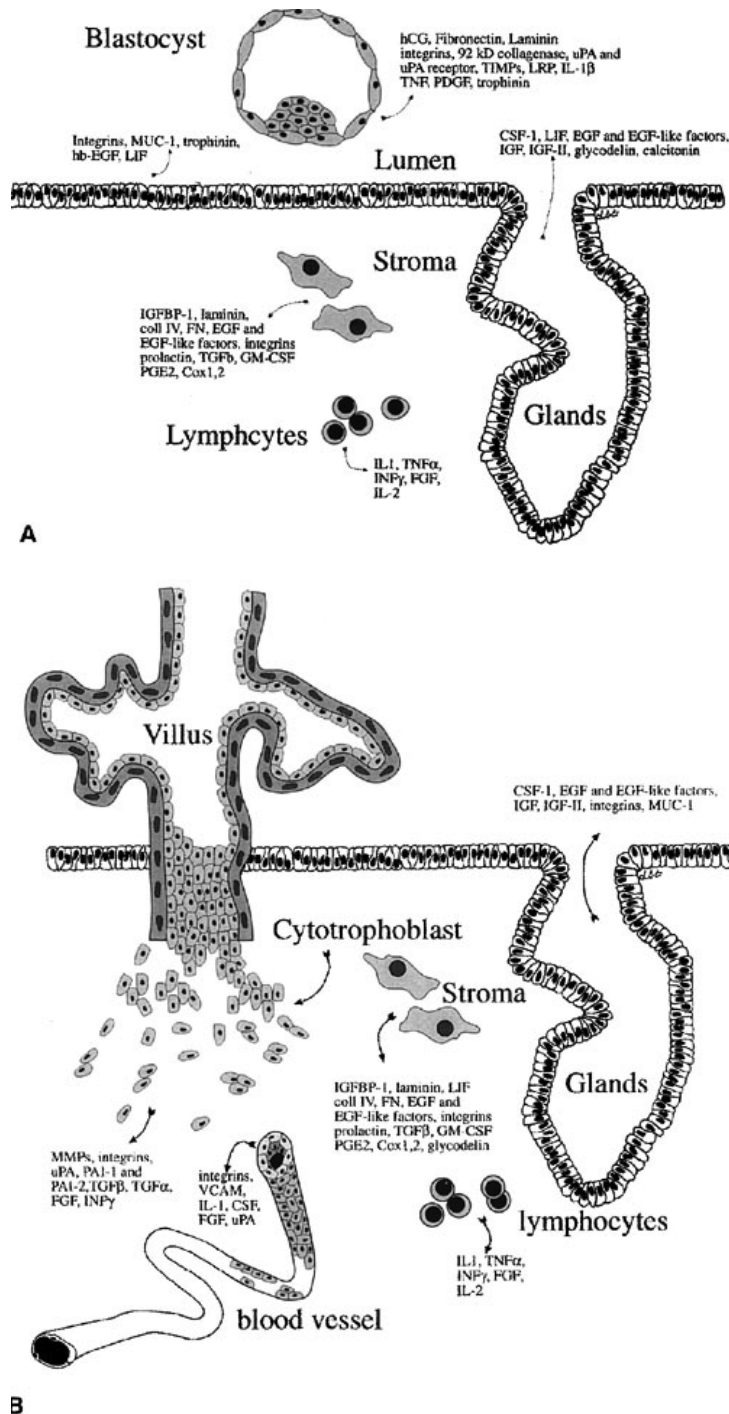 Blastocyst
hCG, Fibronectin, Laminin
integrins, 92 kD collagenase, uPA and
uPA receptor, TIMPs, LRP, IL-1β
TNF, PDGF, trophinin
Integrins, MUC-1, trophinin,
hb-EGF, LIF
Lumen
CSF-1, LIF, EGF and EGF-like factors,
IGF, IGF-II, glycodelin, calcitonin
Stroma
IGFBP-1, laminin,
coll IV, FN, EGF and
EGF-like factors, integrins
prolactin, TGFb, GM-CSF
PGE2, Cox1,2
Lymphcytes
IL1, TNFα,
INFγ, FGF,
IL-2
Glands
A
Villus
CSF-1, EGF and EGF-like factors,
IGF, IGF-II, integrins, MUC-1
Cytotrophoblast
Stroma
IGFBP-1, laminin, LIF
coll IV, FN, EGF and
EGF-like factors, integrins
prolactin, TGFβ, GM-CSF
PGE2, Cox1,2, glycodelin
Glands
MMPs, integrins,
uPA, PAI-1 and
PAI-2,TGFβ, TGFα,
FGF, INFγ
integrins,
VCAM,
IL-1, CSF,
FGF, uPA
lymphocytes
IL1, TNFα,
INFγ, FGF,
IL-2
blood vessel
B